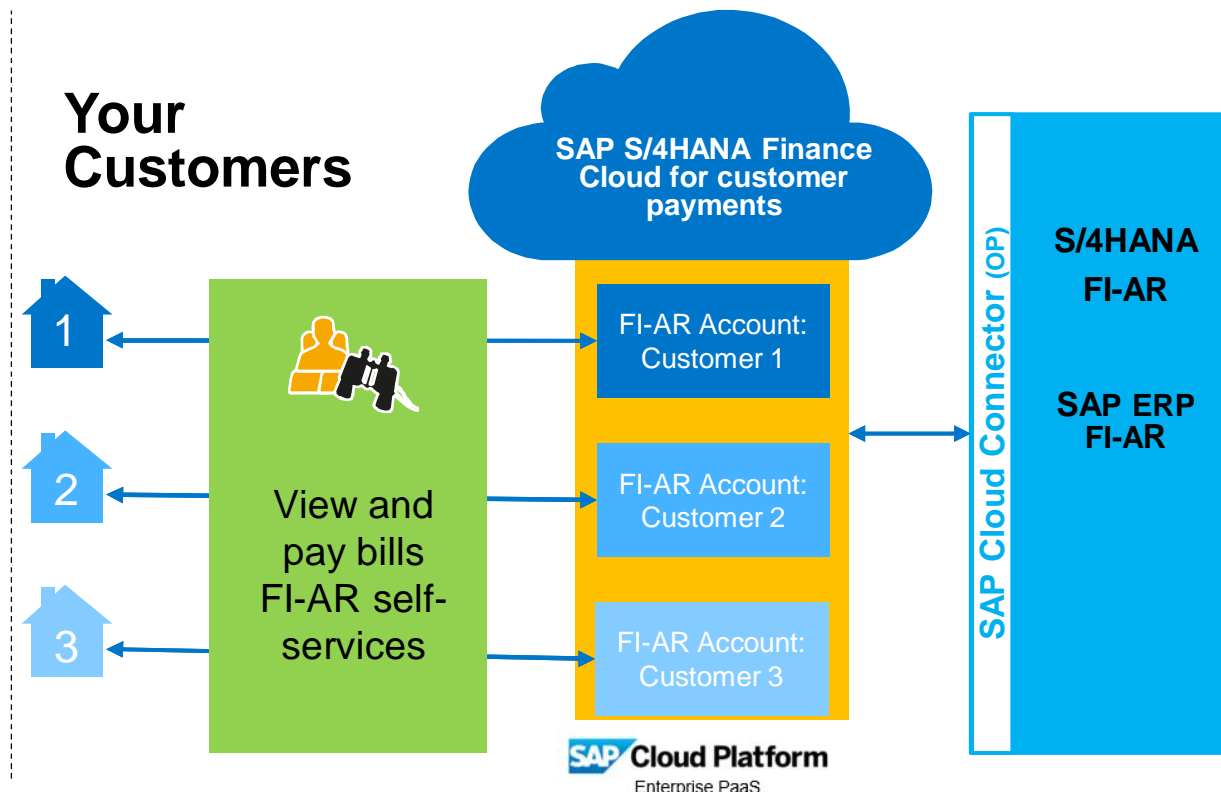 Your
Customers
SAP S/4HANA Finance
Cloud for customer
payments
1
2
3
View and
pay bills
FI-AR self-
services
FI-AR Account:
Customer 1
FI-AR Account:
Customer 2
FI-AR Account:
Customer 3
SAP Cloud Connector (OP)
S/4HANA
FI-AR
SAP ERP
FI-AR
SAP Cloud Platform
Enterprise PaaS